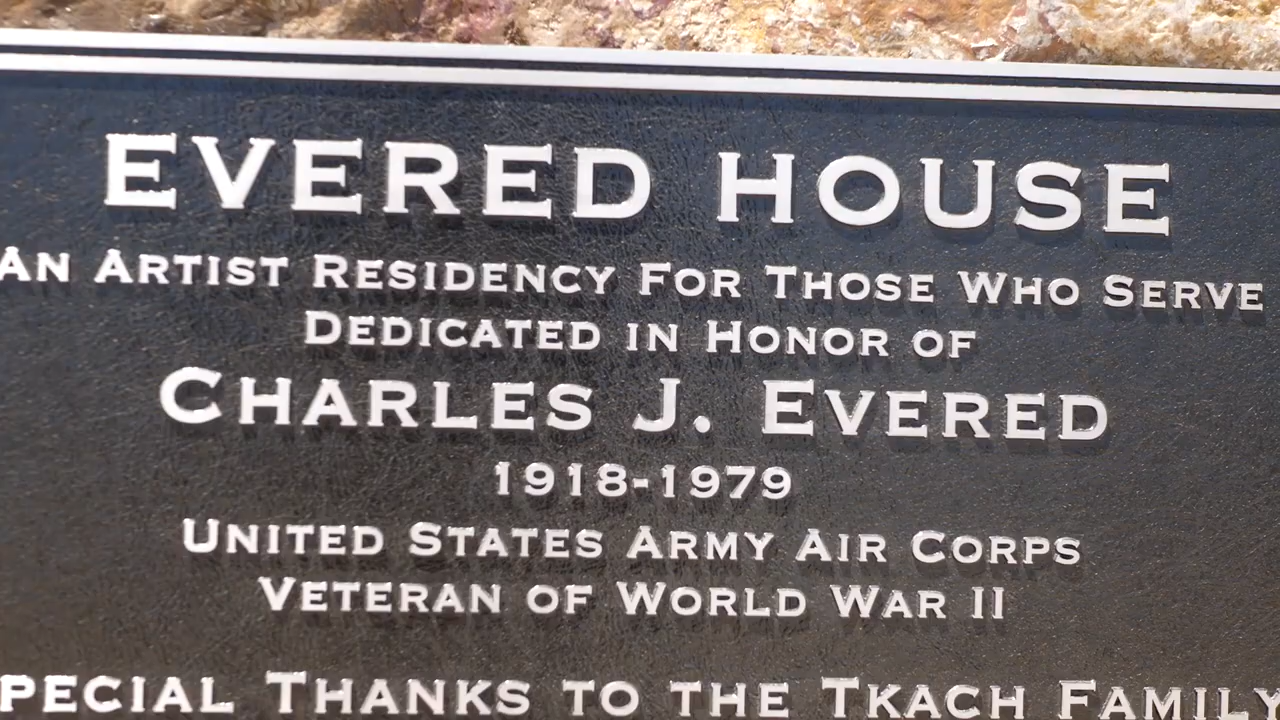 EVERED HOUSE
AN ARTIST RESIDENCY FOR THOSE WHO SERVE
DEDICATED IN HONOR OF
CHARLES J. EVERED
1918-1979
UNITED STATES ARMY AIR CORPS
VETERAN OF WORLD WAR II
SPECIAL THANKS TO THE TKACH FAMILY